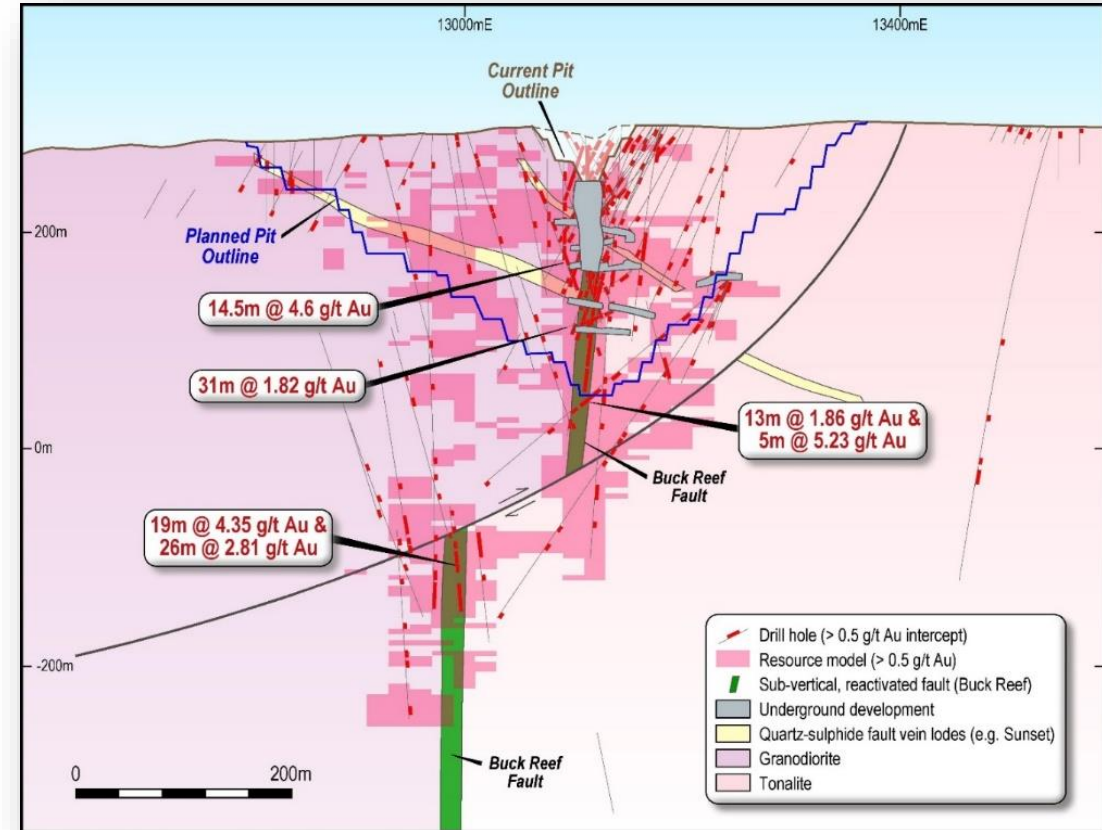 13000mE
13400mE
Current Pit
Outline
200m
Planned Pit
Outline
14.5m @ 4.6 g/t Au
31m @ 1.82 g/t Au
13m @ 1.86 g/t Au &
5m @ 5.23 g/t Au
0m
Buck Reef
Fault
19m @ 4.35 g/t Au &
26m @ 2.81 g/t Au
-200m
Buck Reef
Fault
0
200m
Drill hole (> 0.5 g/t Au intercept)
Resource model (> 0.5 g/t Au)
Sub-vertical, reactivated fault (Buck Reef)
Underground development
Quartz-sulphide fault vein lodes (e.g. Sunset)
Granodiorite
Tonalite